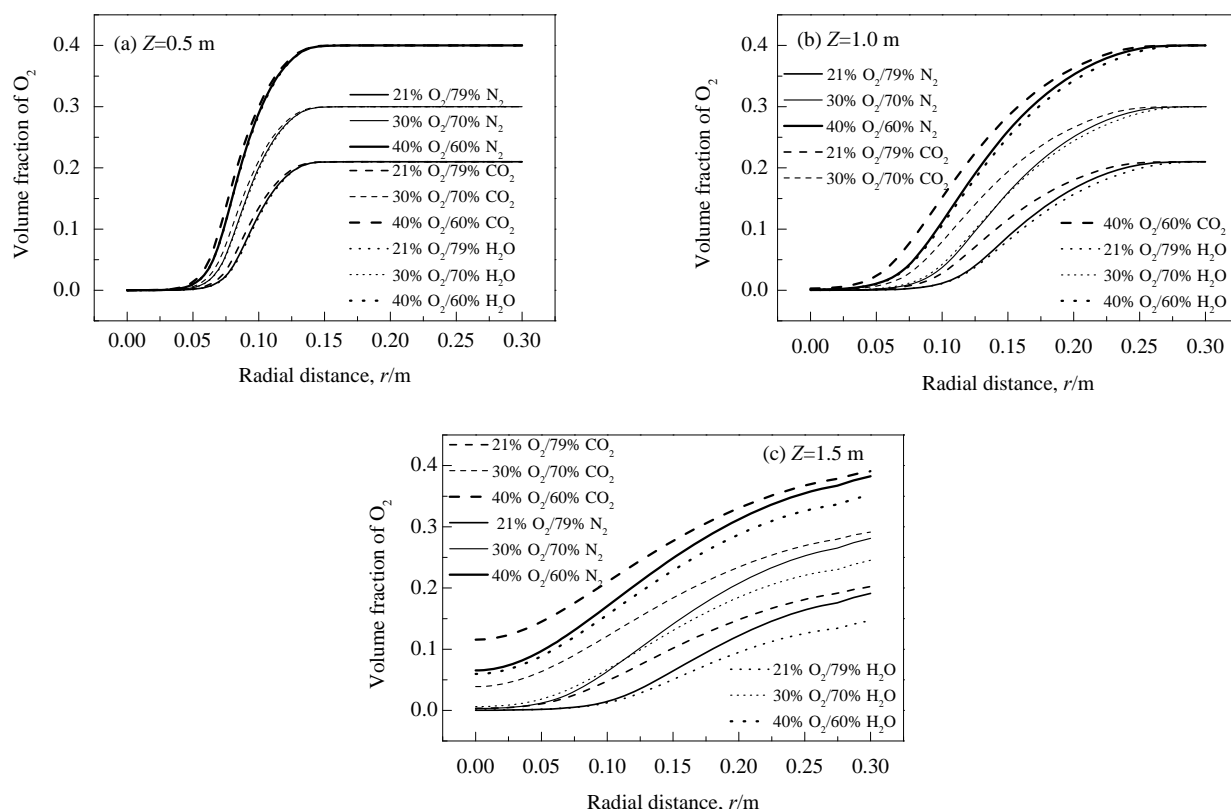 (a) Z=0.5 m
Volume fraction of O2
0.4
0.3
0.2
0.1
0.0
21% O2/79% N2
30% O2/70% N2
40% O2/60% N2
21% O2/79% CO2
30% O2/70% CO2
40% O2/60% CO2
21% O2/79% H2O
30% O2/70% H2O
40% O2/60% H2O
0.00 0.05 0.10 0.15 0.20 0.25 0.30
Radial distance, r/m
(b) Z=1.0 m
Volume fraction of O2
0.4
0.3
0.2
0.1
0.0
21% O2/79% N2
30% O2/70% N2
40% O2/60% N2
21% O2/79% CO2
30% O2/70% CO2
40% O2/60% CO2
21% O2/79% H2O
30% O2/70% H2O
40% O2/60% H2O
0.00 0.05 0.10 0.15 0.20 0.25 0.30
Radial distance, r/m
(c) Z=1.5 m
Volume fraction of O2
0.4
0.3
0.2
0.1
0.0
21% O2/79% CO2
30% O2/70% CO2
40% O2/60% CO2
21% O2/79% N2
30% O2/70% N2
40% O2/60% N2
21% O2/79% H2O
30% O2/70% H2O
40% O2/60% H2O
0.00 0.05 0.10 0.15 0.20 0.25 0.30
Radial distance, r/m